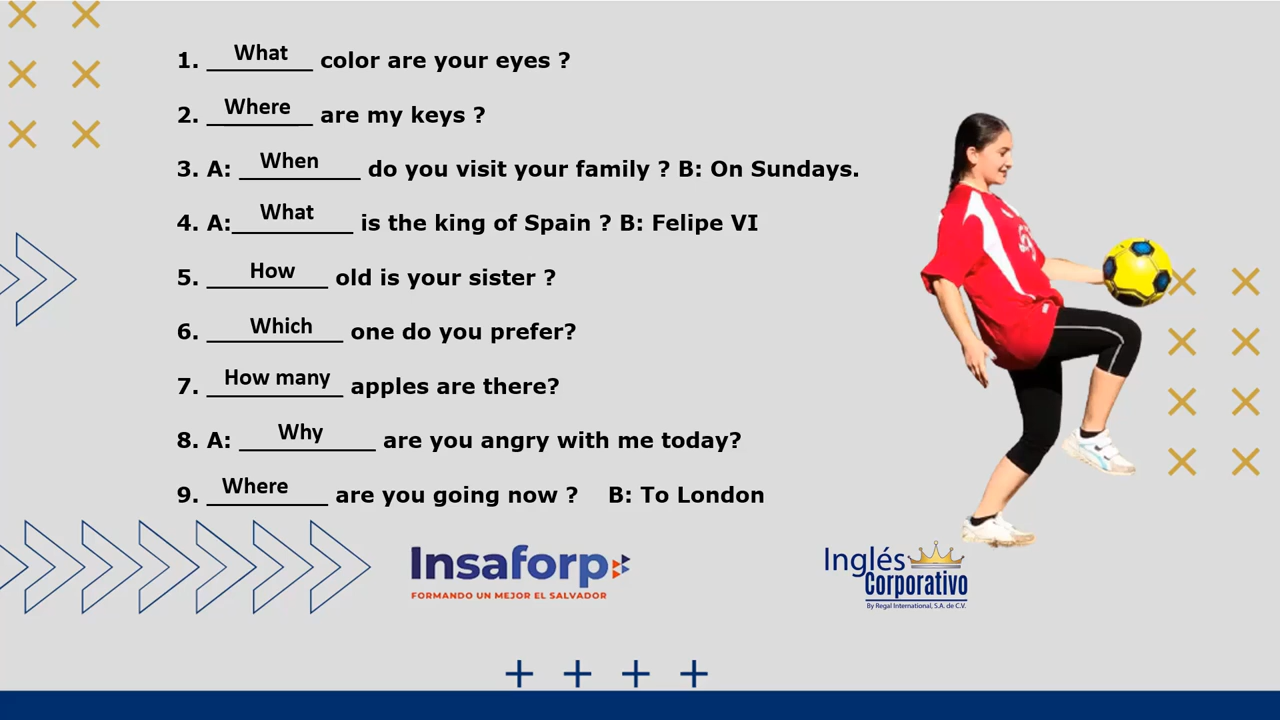 1. What color are your eyes ?
2. Where are my keys ?
3. A: When do you visit your family ? B: On Sundays.
4. A: What is the king of Spain ? B: Felipe VI
5. How old is your sister ?
6. Which one do you prefer?
7. How many apples are there?
8. A: Why are you angry with me today?
9. Where are you going now ? B: To London
Insaforp
FORMANDO UN MEJOR EL SALVADOR
Inglés
Corporativo
By Regal International, S.A. de C.V.